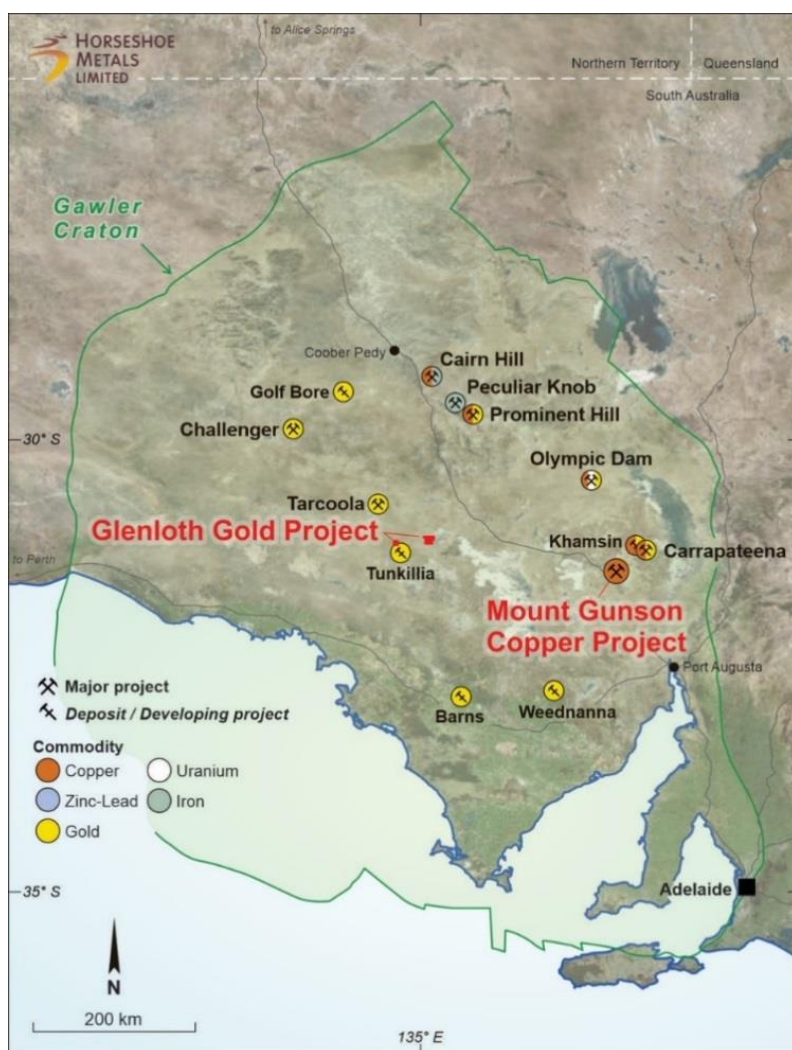 HORSESHOE
METALS
LIMITED
to Alice Springs
Northern Territory
Queensland
South Australia
Gawler
Craton
Coober Pedy
Cairn Hill
Peculiar Knob
Golf Bore
Prominent Hill
Challenger
30° S
Olympic Dam
Tarcoola
Glenloth Gold Project
Khamsin
Carrapateena
to Perth
Tunkillia
Mount Gunson
Copper Project
Port Augusta
Major project
Deposit / Developing project
Barns
Weednanna
Commodity
Copper
Uranium
Zinc-Lead
Iron
Gold
35° S
Adelaide
N
200 km
135° E